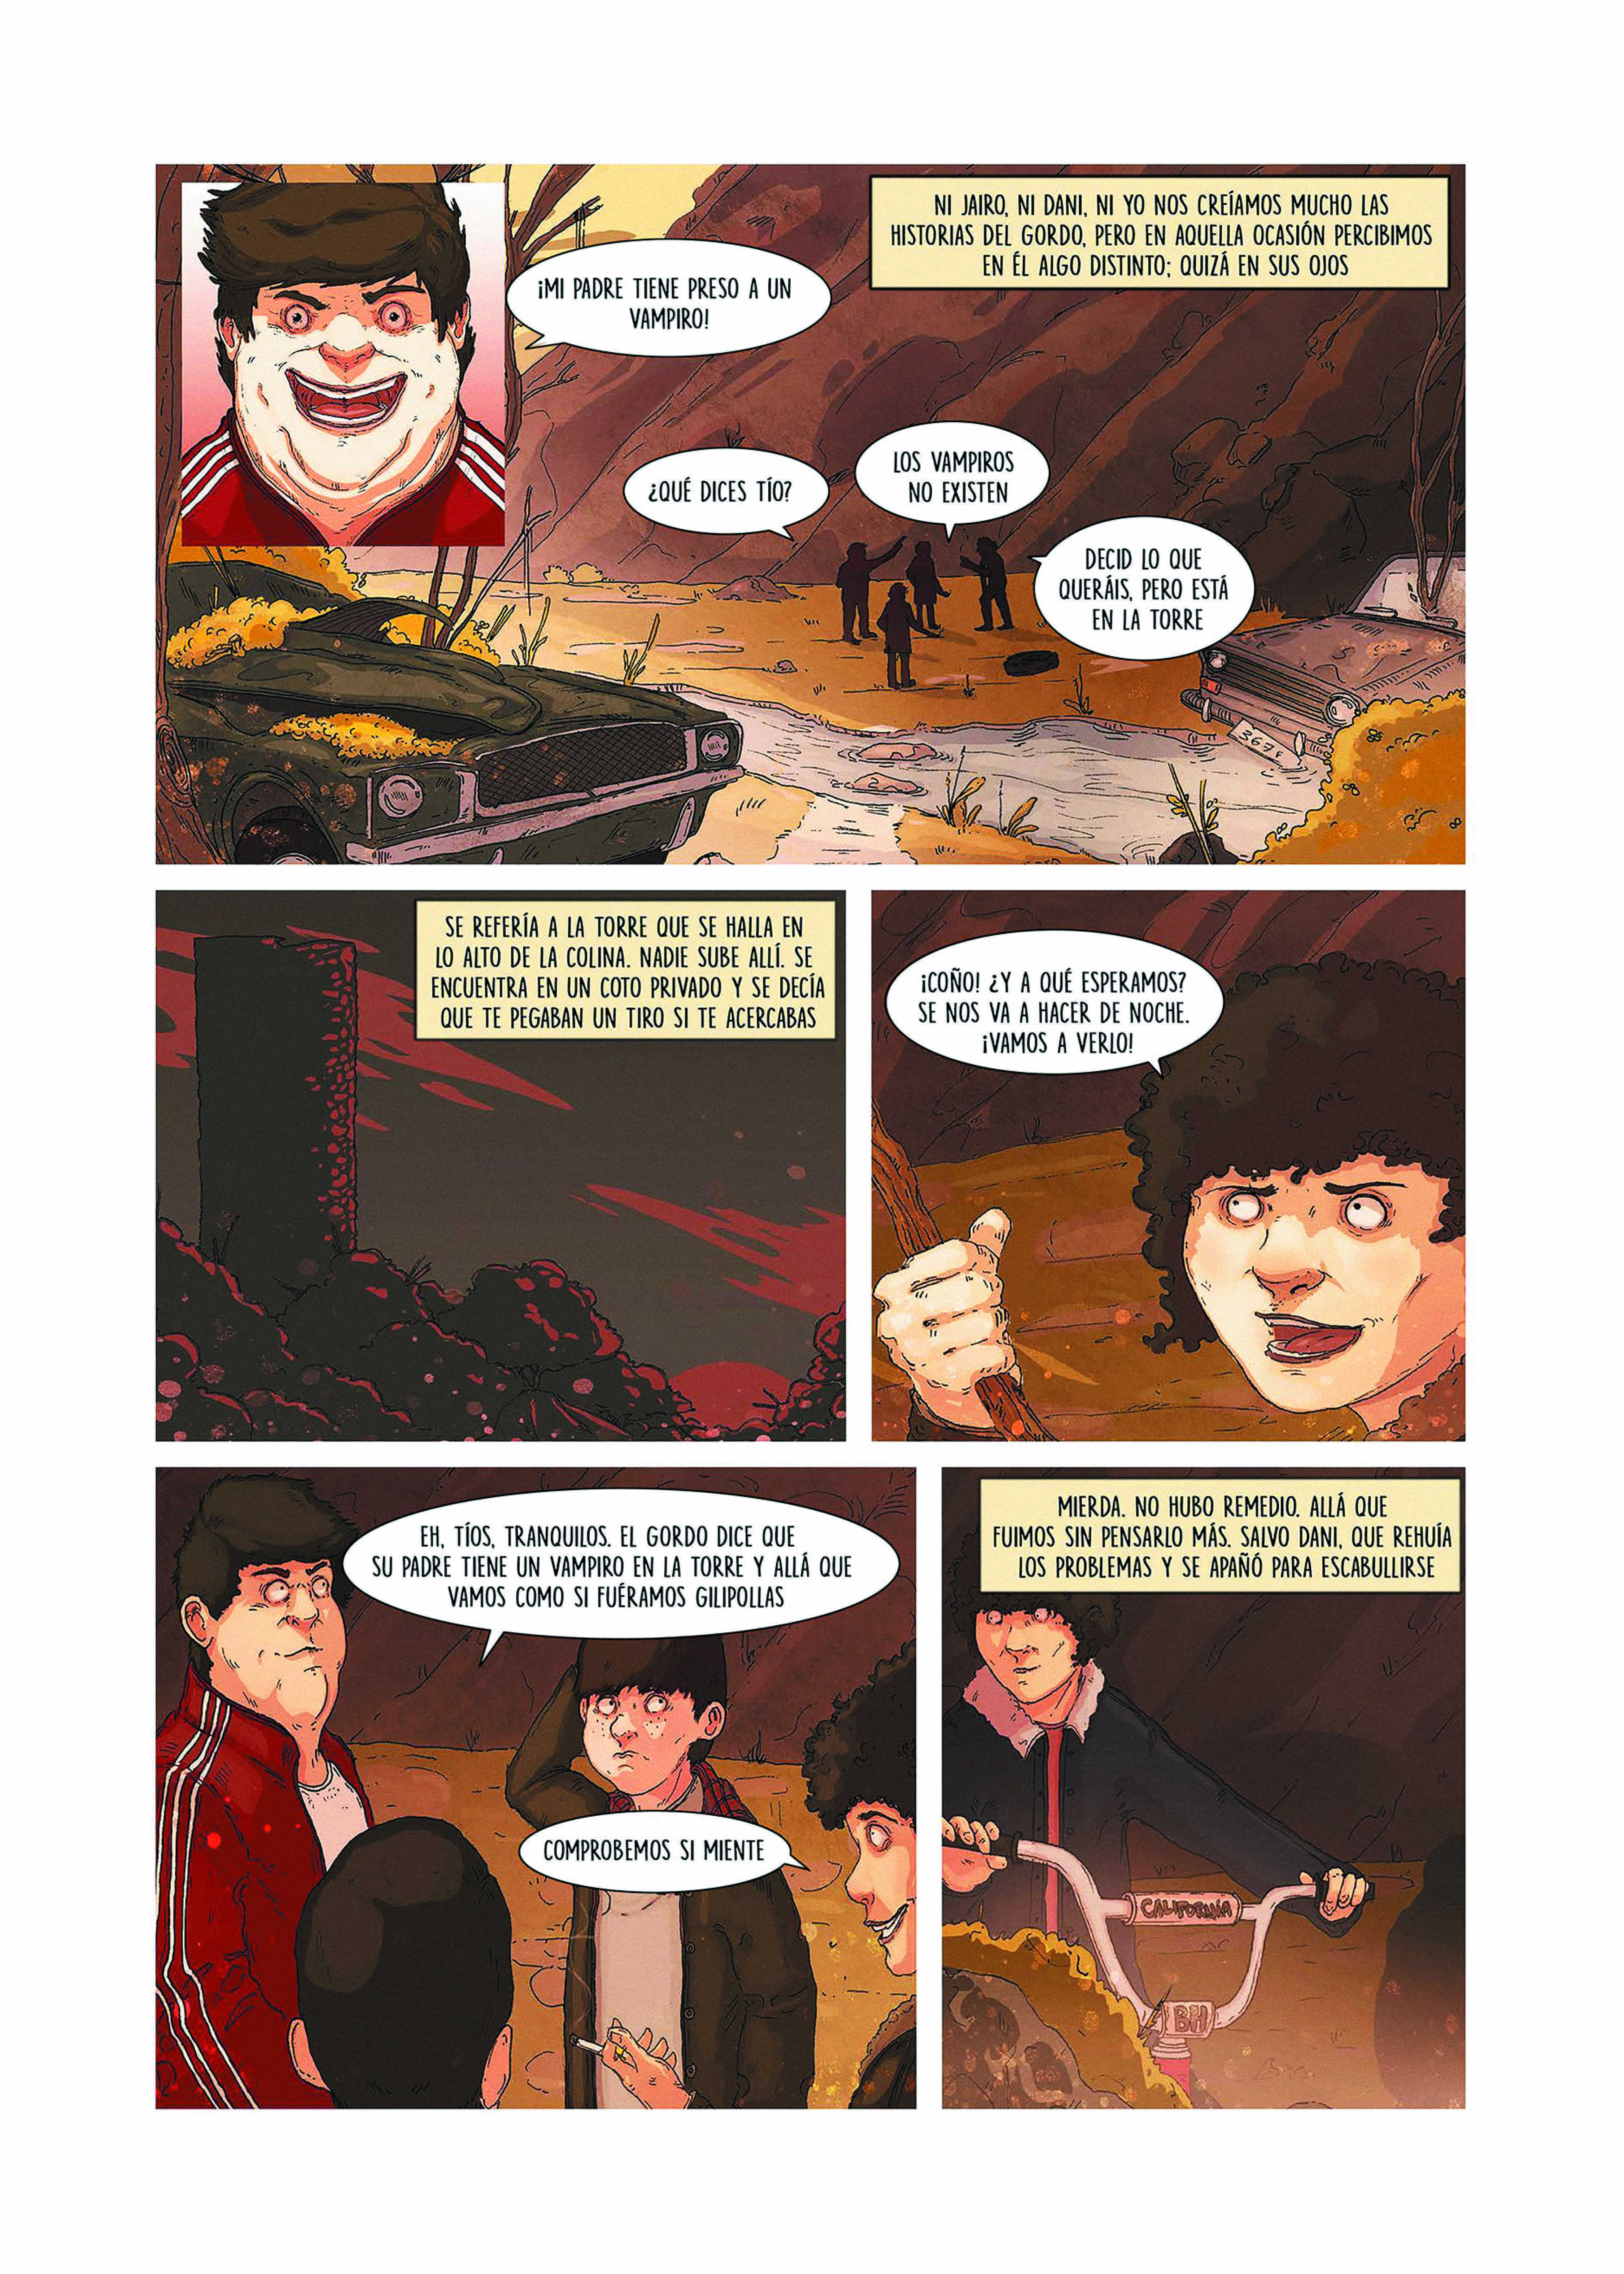 NI JAIRO, NI DANI, NI YO NOS CREÍAMOS MUCHO LAS
HISTORIAS DEL GORDO, PERO EN AQUELLA OCASIÓN PERCIBIMOS
EN ÉL ALGO DISTINTO; QUIZÁ EN SUS OJOS
¡MI PADRE TIENE PRESO A UN
VAMPIRO!
¿QUÉ DICES TÍO?
LOS VAMPIROS
NO EXISTEN
DECID LO QUE
QUERÁIS, PERO ESTÁ
EN LA TORRE
SE REFERÍA A LA TORRE QUE SE HALLA EN
LO ALTO DE LA COLINA. NADIE SUBE ALLÍ. SE
ENCUENTRA EN UN COTO PRIVADO Y SE DECÍA
QUE TE PEGABAN UN TIRO SI TE ACERCABAS
¡COÑO! ¿Y A QUÉ ESPERAMOS?
SE NOS VA A HACER DE NOCHE.
¡VAMOS A VERLO!
EH, TÍOS, TRANQUILOS. EL GORDO DICE QUE
SU PADRE TIENE UN VAMPIRO EN LA TORRE Y ALLÁ QUE
VAMOS COMO SI FUÉRAMOS GILIPOLLAS
COMPROBEMOS SI MIENTE
MIERDA. NO HUBO REMEDIO. ALLÁ QUE
FUIMOS SIN PENSARLO MÁS. SALVO DANI, QUE REHUÍA
LOS PROBLEMAS Y SE APAÑÓ PARA ESCABULLIRSE
CALIFORNIA
BH